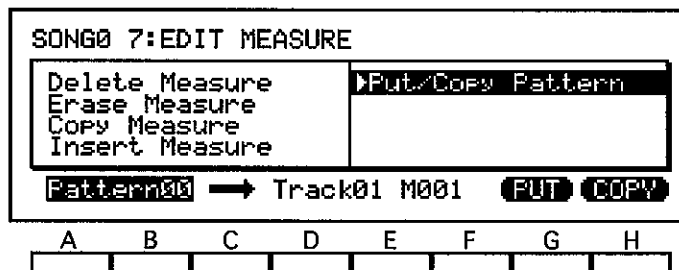 SONG0 7:EDIT MEASURE
Delete Measure
Erase Measure
Copy Measure
Insert Measure
▶Put/Copy Pattern
Pattern00 → Track01 M001 PUT COPY
A B C D E F G H